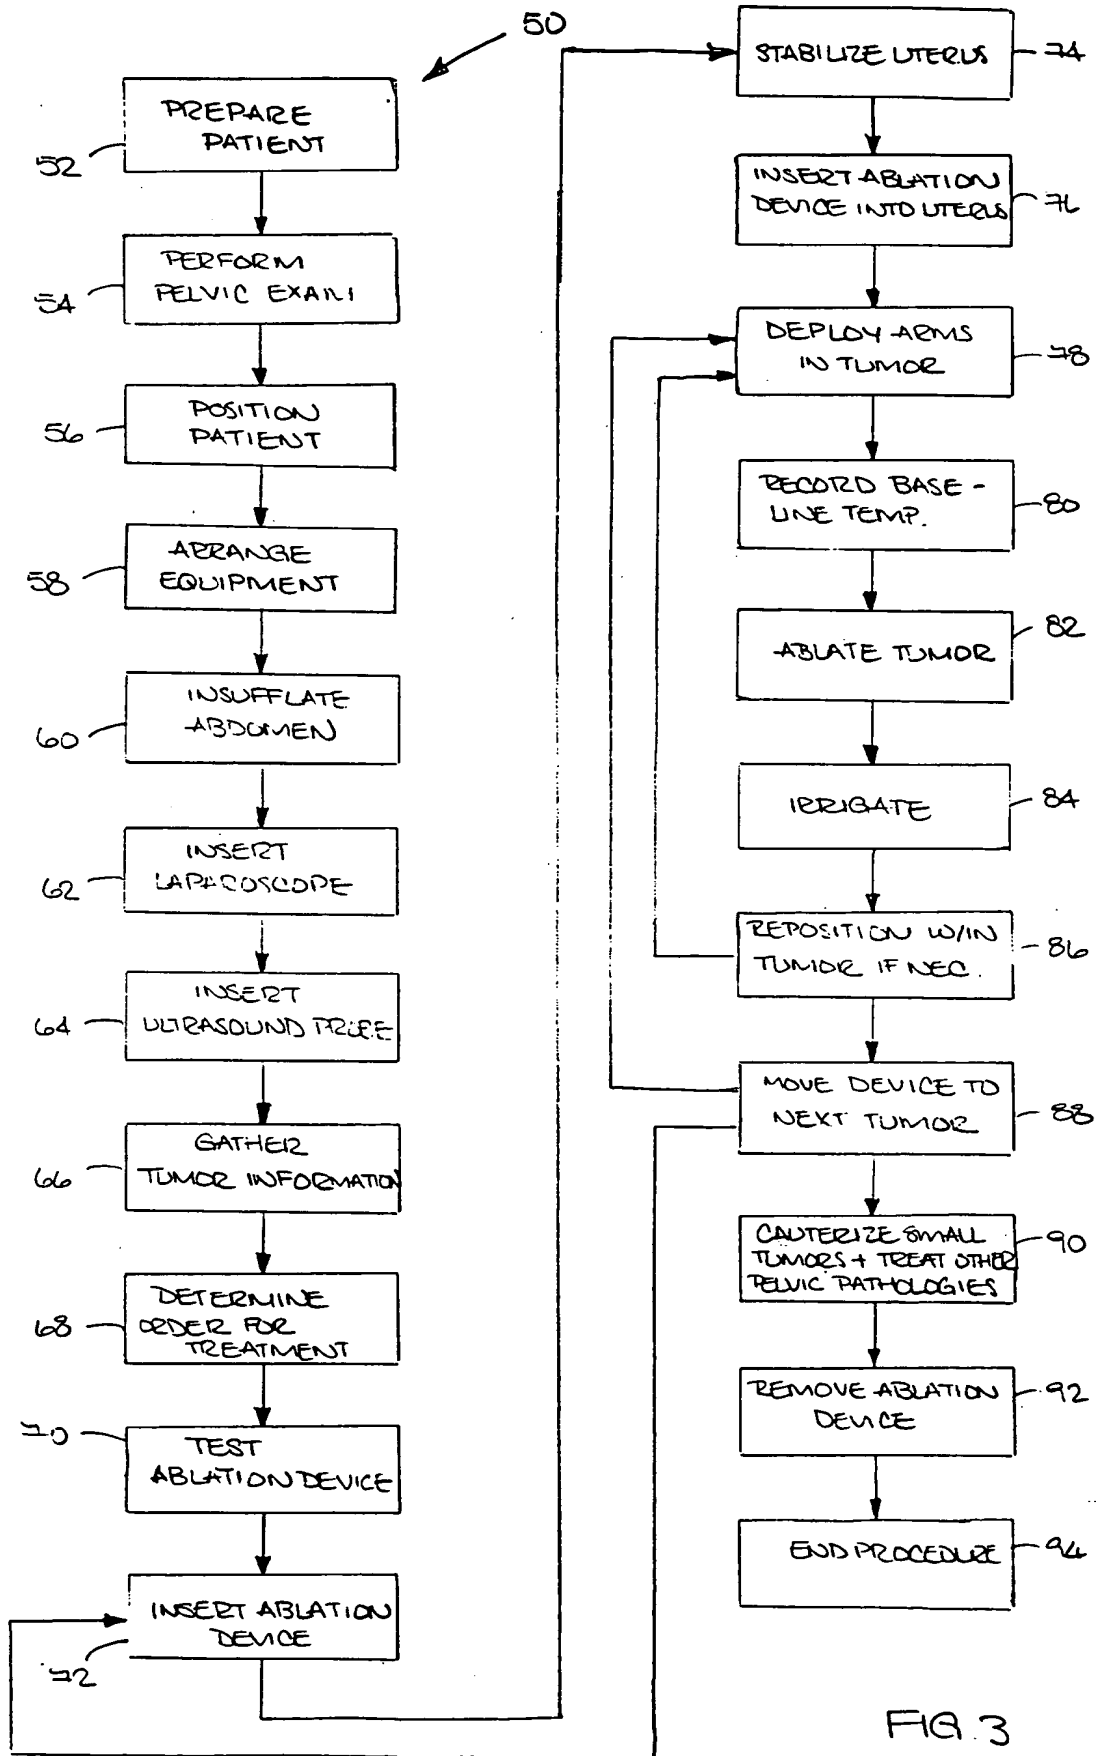 50
PREPARE
PATIENT
52
PERFORM
PELVIC EXAM
54
POSITION
PATIENT
56
ARRANGE
EQUIPMENT
58
INSUFFLATE
ABDOMEN
60
INSERT
LAPAROSCOPE
62
INSERT
ULTRASOUND PROBE
64
GATHER
TUMOR INFORMATION
66
DETERMINE
ORDER FOR
TREATMENT
68
70
TEST
ABLATION DEVICE
INSERT ABLATION
DEVICE
72
STABILIZE UTERUS
74
INSERT ABLATION
DEVICE INTO UTERUS
76
DEPLOY ARMS
IN TUMOR
78
RECORD BASE-
LINE TEMP.
80
ABLATE TUMOR
82
IRRIGATE
84
REPOSITION W/IN
TUMOR IF NEC.
86
MOVE DEVICE TO
NEXT TUMOR
88
CAUTERIZE SMALL
TUMORS + TREAT OTHER
PELVIC PATHOLOGIES
90
REMOVE ABLATION
DEVICE
92
END PROCEDURE
94
FIG. 3